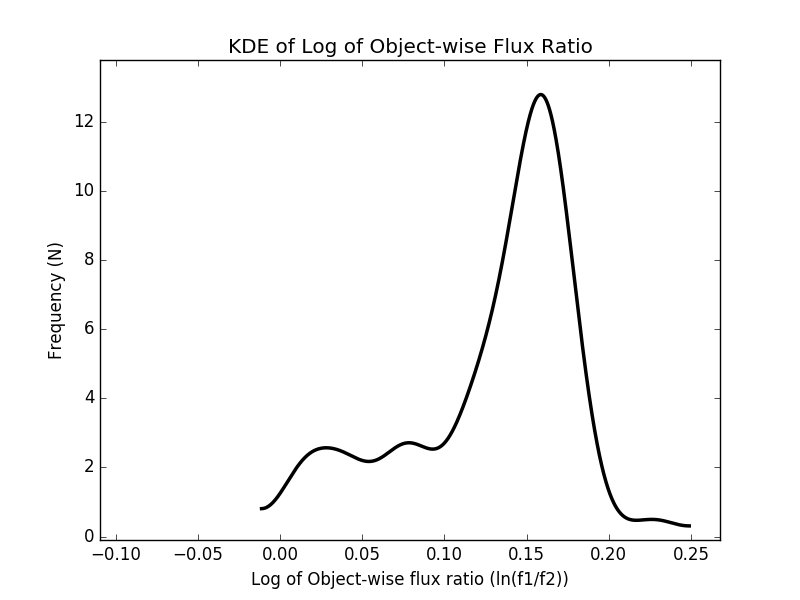 KDE of Log of Object-wise Flux Ratio
Frequency (N)
12
10
8
6
4
2
0
−0.10 −0.05 0.00 0.05 0.10 0.15 0.20 0.25
Log of Object-wise flux ratio (ln(f1/f2))